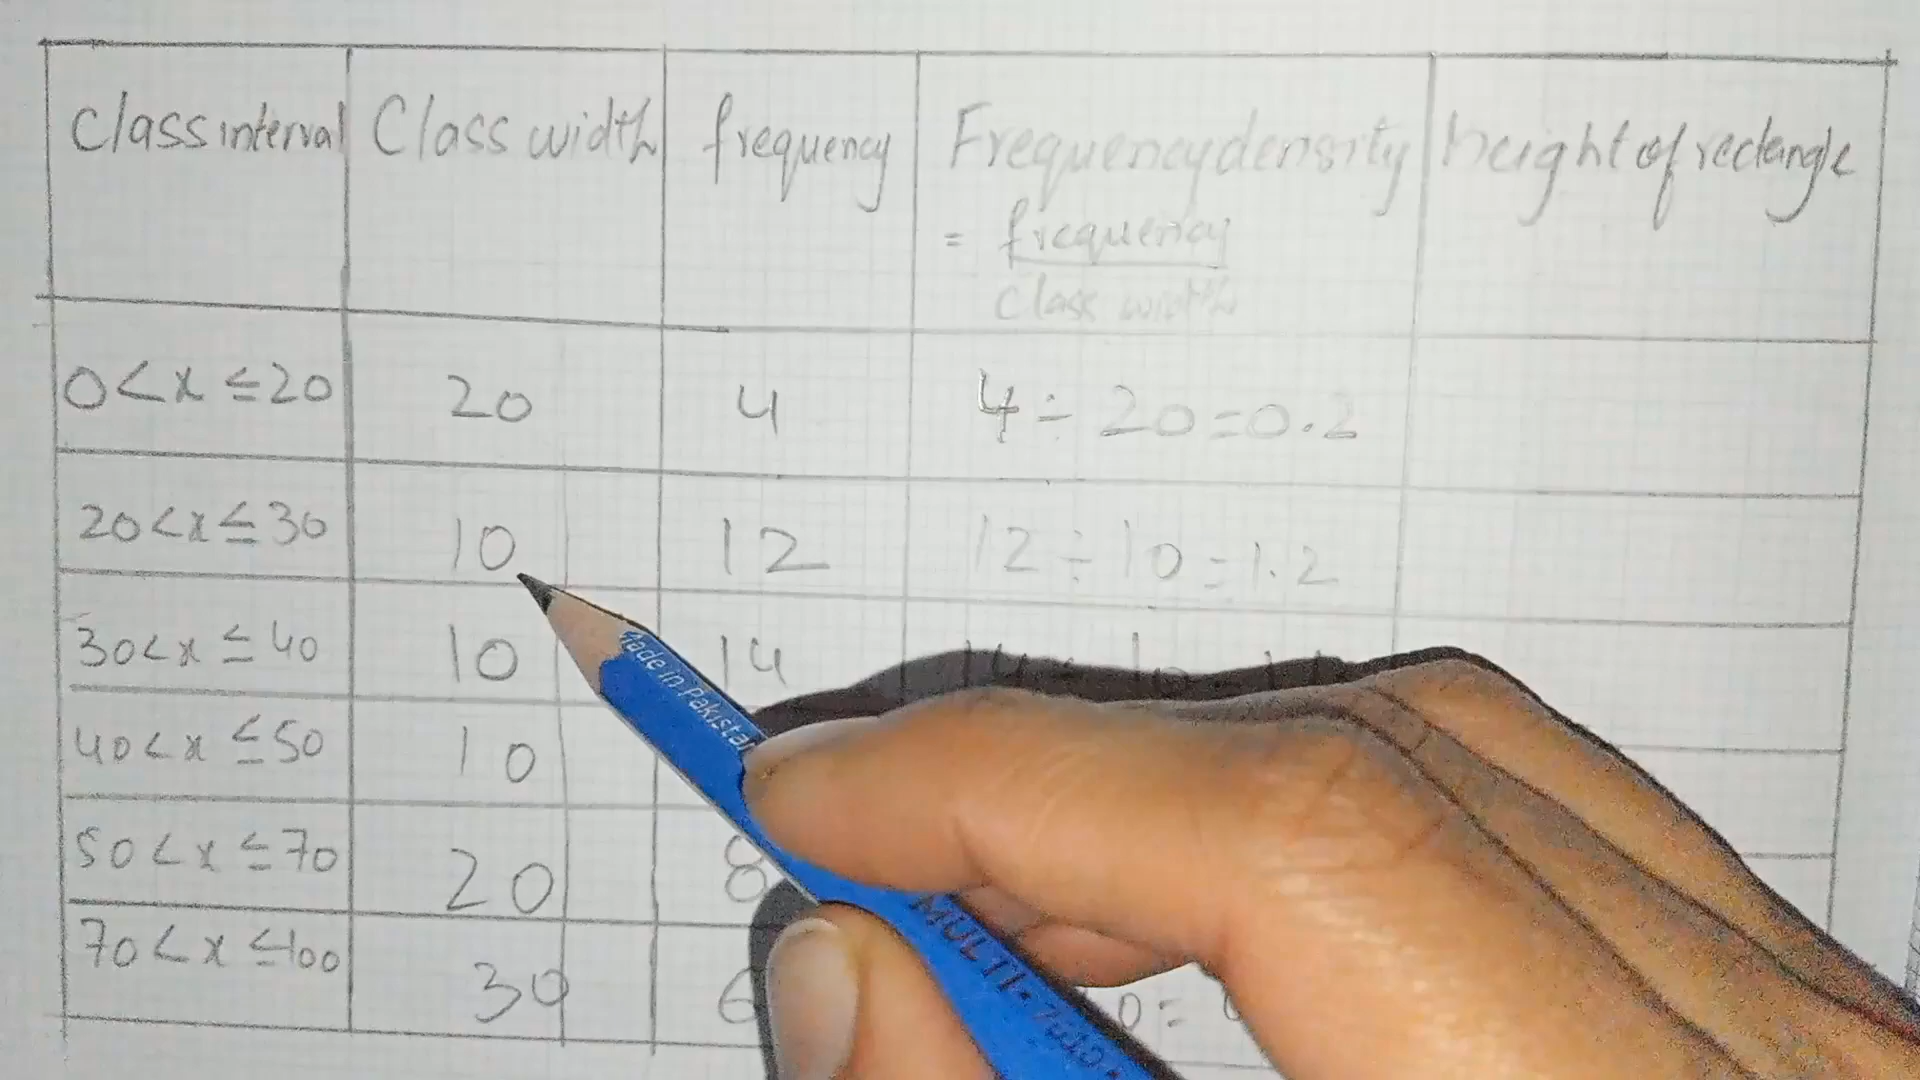 Class interval Class width frequency Frequency density height of rectangle
= frequency
Class width
0 < x ≤ 20 20 4 4 ÷ 20 = 0.2
20 < x ≤ 30 10 12 12 ÷ 10 = 1.2
30 < x ≤ 40 10 14
40 < x ≤ 50 10
50 < x ≤ 70 20 8
70 < x ≤ 100 30 6
Made in Pakistan
MULTI-